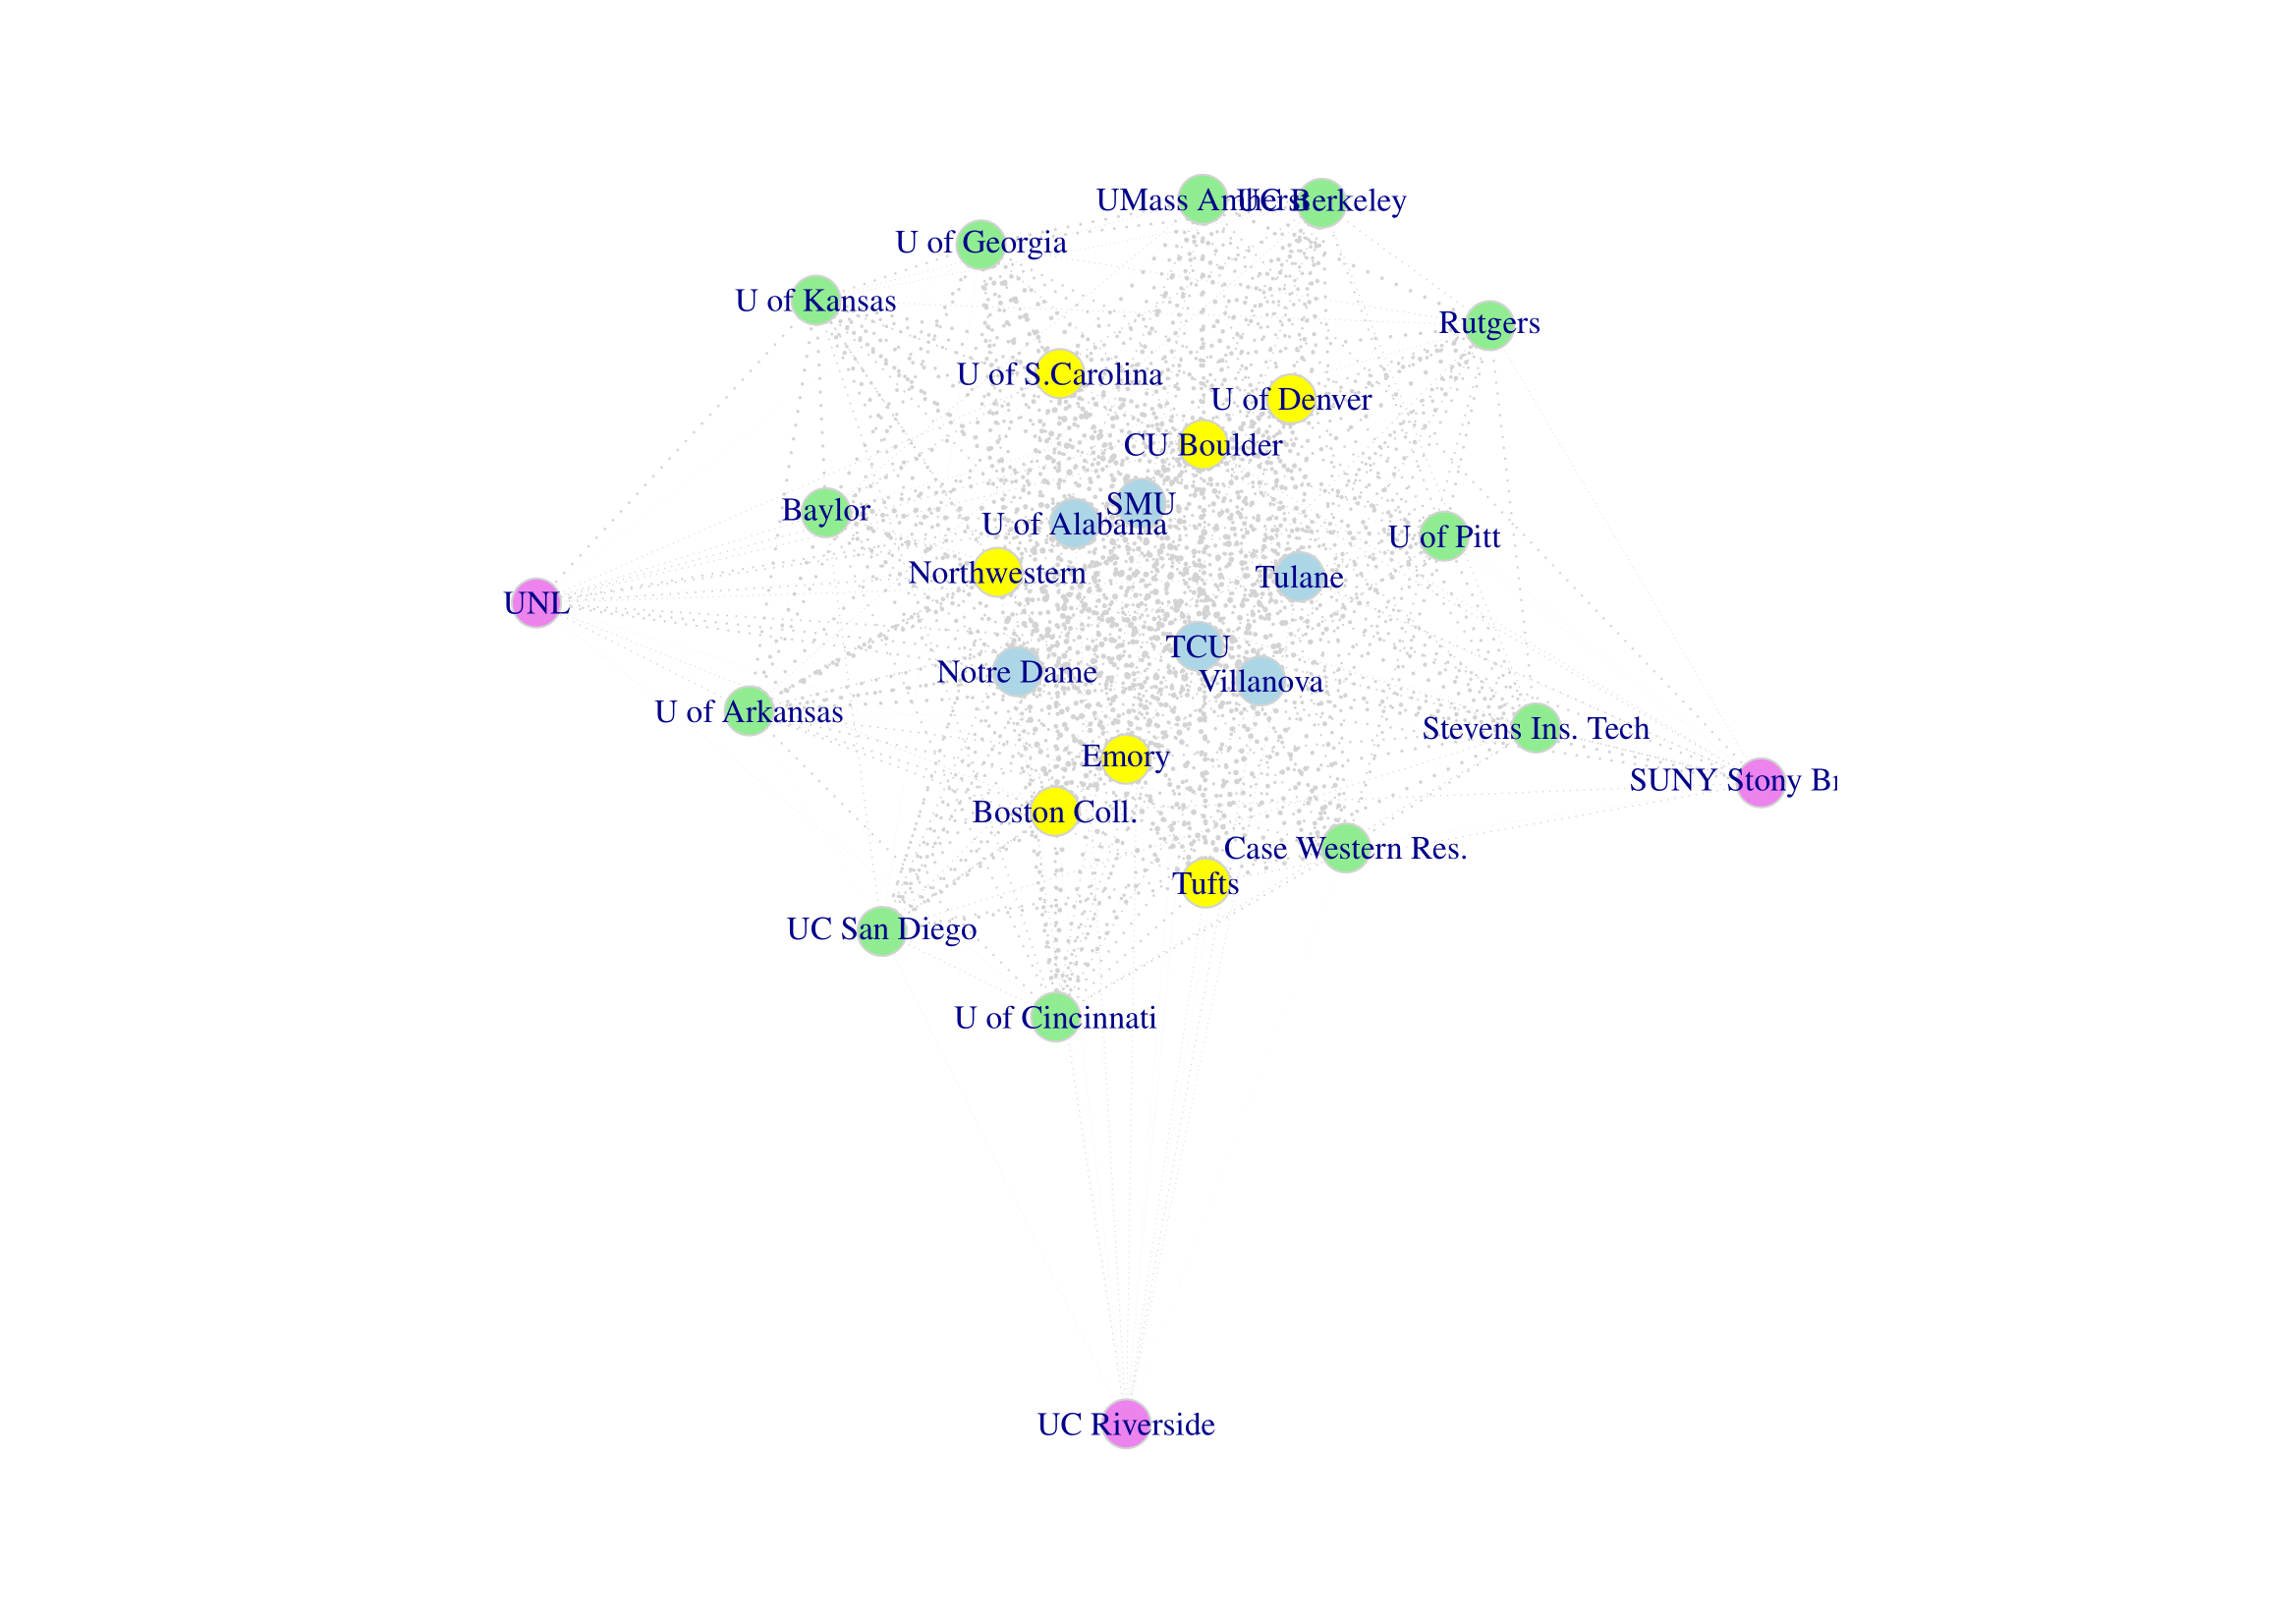 UMass Amherst
UC Berkeley
U of Georgia
U of Kansas
Rutgers
U of S.Carolina
U of Denver
CU Boulder
SMU
Baylor
U of Alabama
U of Pitt
Northwestern
Tulane
UNL
TCU
Notre Dame
Villanova
U of Arkansas
Stevens Ins. Tech
Emory
SUNY Stony Br
Boston Coll.
Case Western Res.
Tufts
UC San Diego
U of Cincinnati
UC Riverside